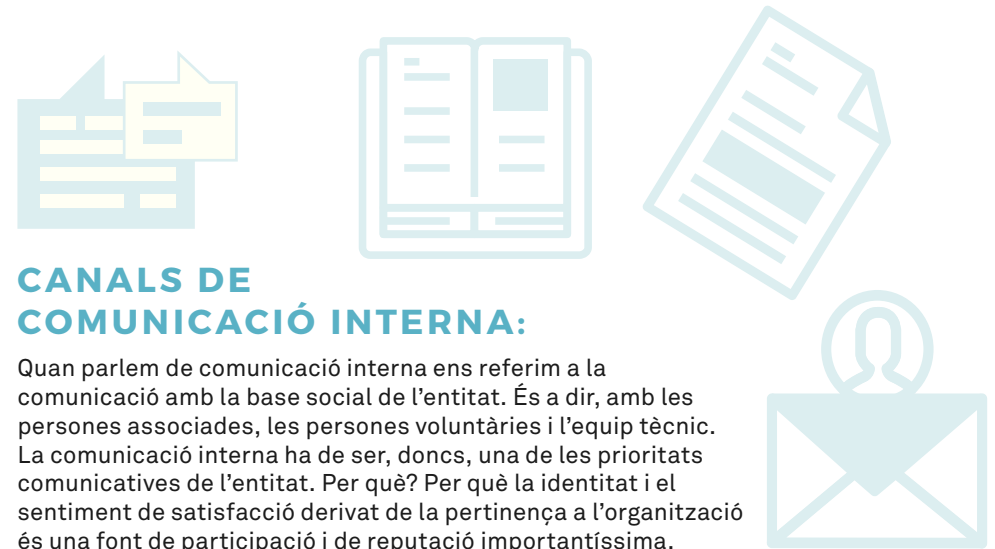 CANALS DE
COMUNICACIÓ INTERNA:
Quan parlem de comunicació interna ens referim a la
comunicació amb la base social de l’entitat. És a dir, amb les
persones associades, les persones voluntàries i l’equip tècnic.
La comunicació interna ha de ser, doncs, una de les prioritats
comunicatives de l’entitat. Per què? Per què la identitat i el
sentiment de satisfacció derivat de la pertinença a l’organització
és una font de participació i de reputació importantíssima.